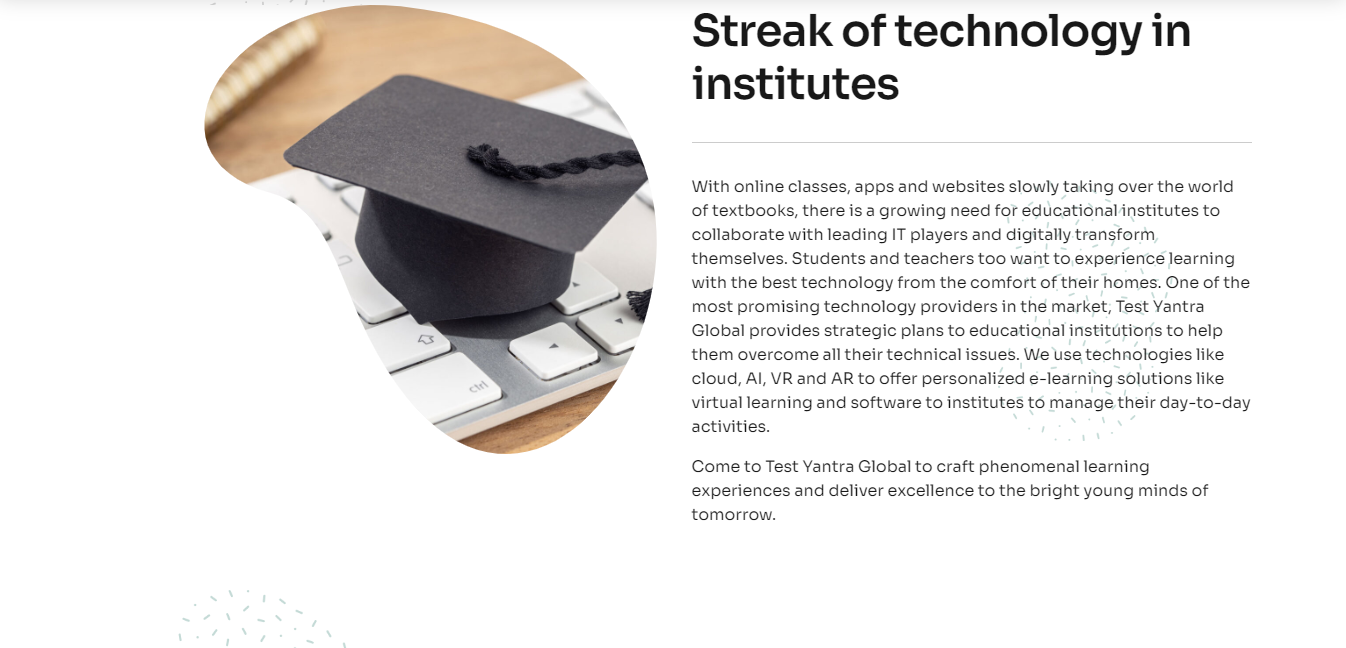 Streak of technology in
institutes
With online classes, apps and websites slowly taking over the world
of textbooks, there is a growing need for educational institutes to
collaborate with leading IT players and digitally transform
themselves. Students and teachers too want to experience learning
with the best technology from the comfort of their homes. One of the
most promising technology providers in the market, Test Yantra
Global provides strategic plans to educational institutions to help
them overcome all their technical issues. We use technologies like
cloud, AI, VR and AR to offer personalized e-learning solutions like
virtual learning and software to institutes to manage their day-to-day
activities.
Come to Test Yantra Global to craft phenomenal learning
experiences and deliver excellence to the bright young minds of
tomorrow.
ctrl